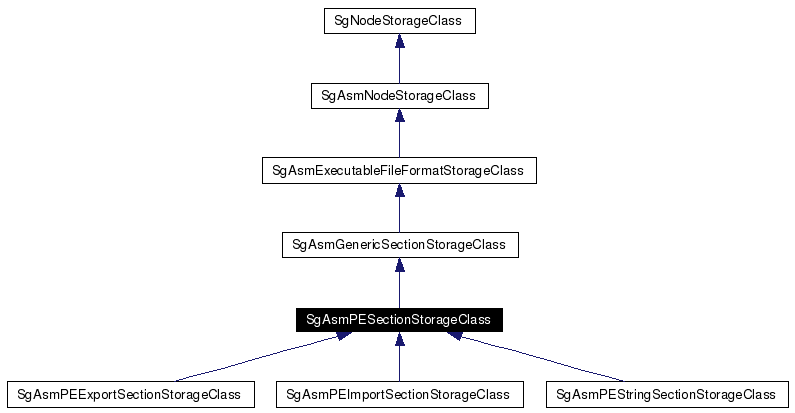 SgNodeStorageClass
SgAsmNodeStorageClass
SgAsmExecutableFileFormatStorageClass
SgAsmGenericSectionStorageClass
SgAsmPESectionStorageClass
SgAsmPEExportSectionStorageClass
SgAsmPEImportSectionStorageClass
SgAsmPEStringSectionStorageClass